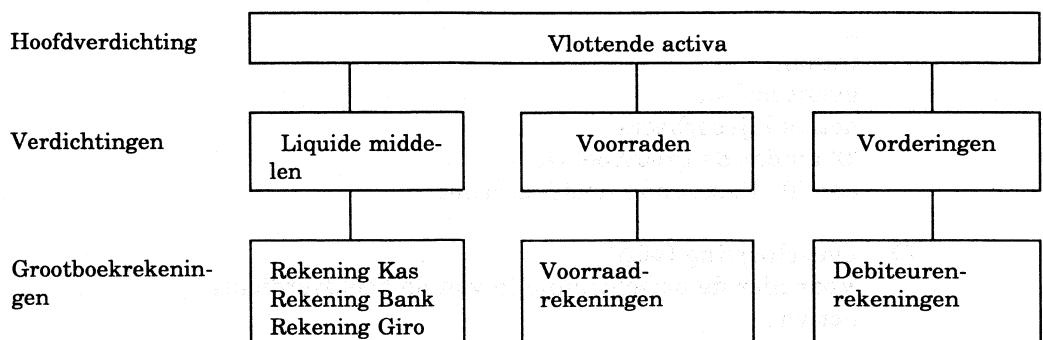 Hoofdverdichting
Vlottende activa
Verdichtingen
Liquide midde-
len
Voorraden
Vorderingen
Grootboekrekenin-
gen
Rekening Kas
Rekening Bank
Rekening Giro
Voorraad-
rekeningen
Debiteuren-
rekeningen